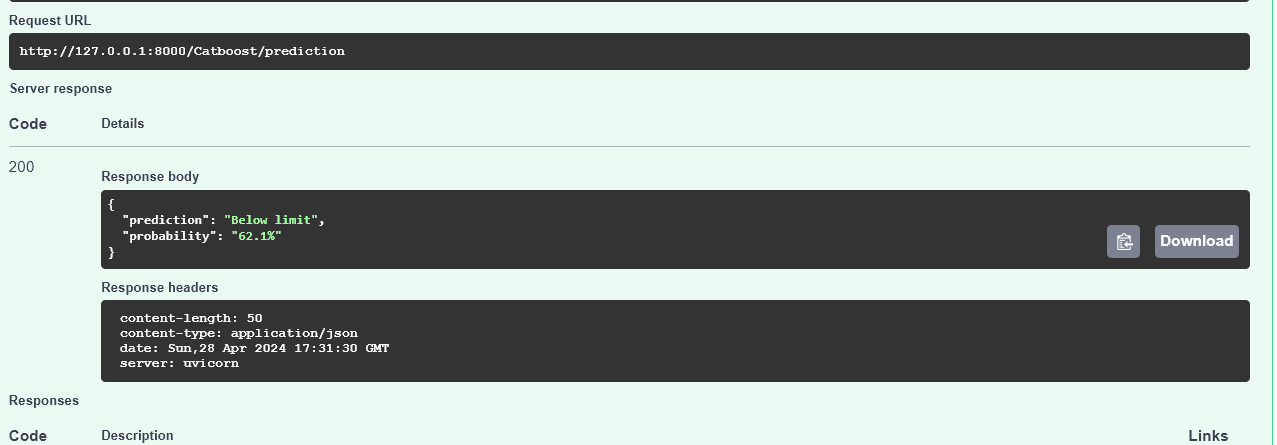 Request URL
http://127.0.0.1:8000/Catboost/prediction
Server response
Code Details
200
Response body
{
"prediction": "Below limit",
"probability": "62.1%"
}
Download
Response headers
content-length: 50
content-type: application/json
date: Sun,28 Apr 2024 17:31:30 GMT
server: uvicorn
Responses
Code Description Links